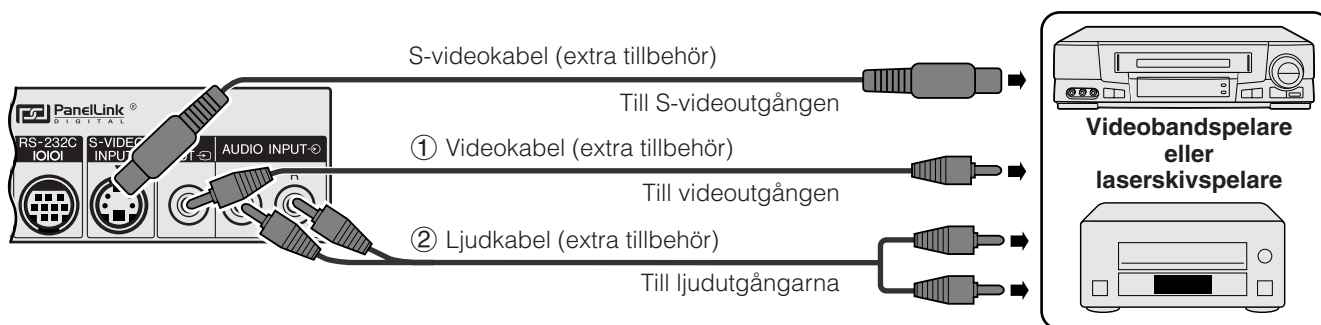 S-videokabel (extra tillbehör)
Till S-videoutgången
PanelLink ®
DIGITAL
RS-232C
IOIOI
S-VIDEO
INPUT
AUDIO INPUT
R
① Videokabel (extra tillbehör)
Till videoutgången
② Ljudkabel (extra tillbehör)
Till ljudutgångarna
Videobandspelare
eller
laserskivspelare